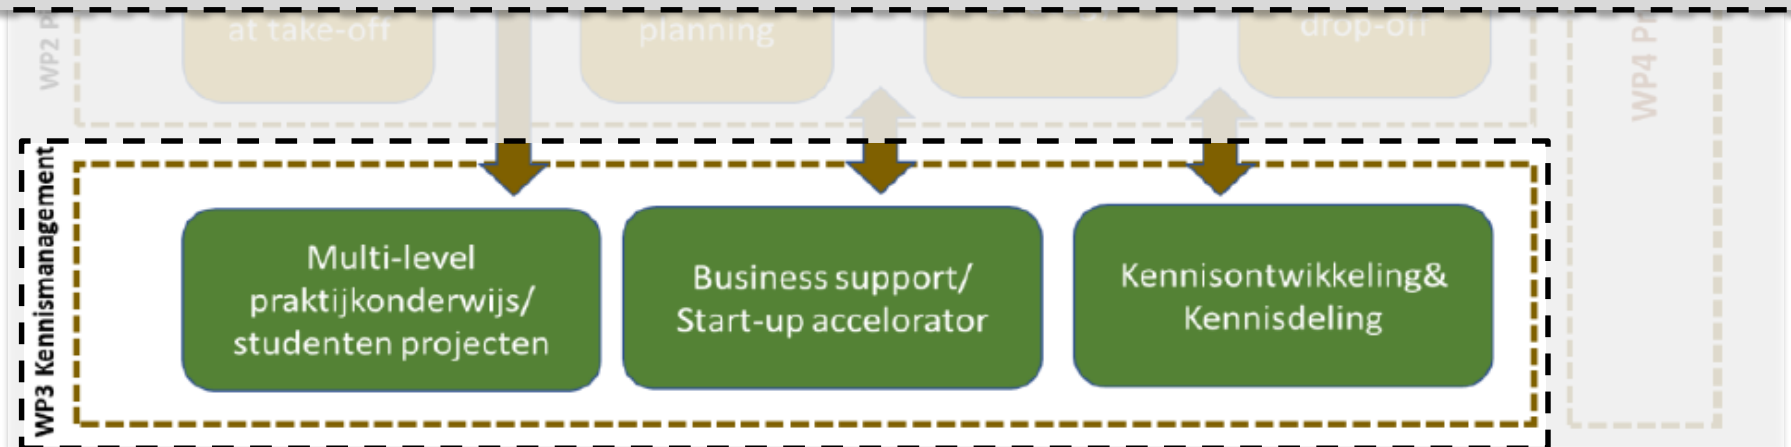 WP2 P
at take-off
planning
drop-off
WP4 P
WP3 Kennismanagement
Multi-level
praktijkonderwijs/
studenten projecten
Business support/
Start-up accelorator
Kennisontwikkeling&
Kennisdeling